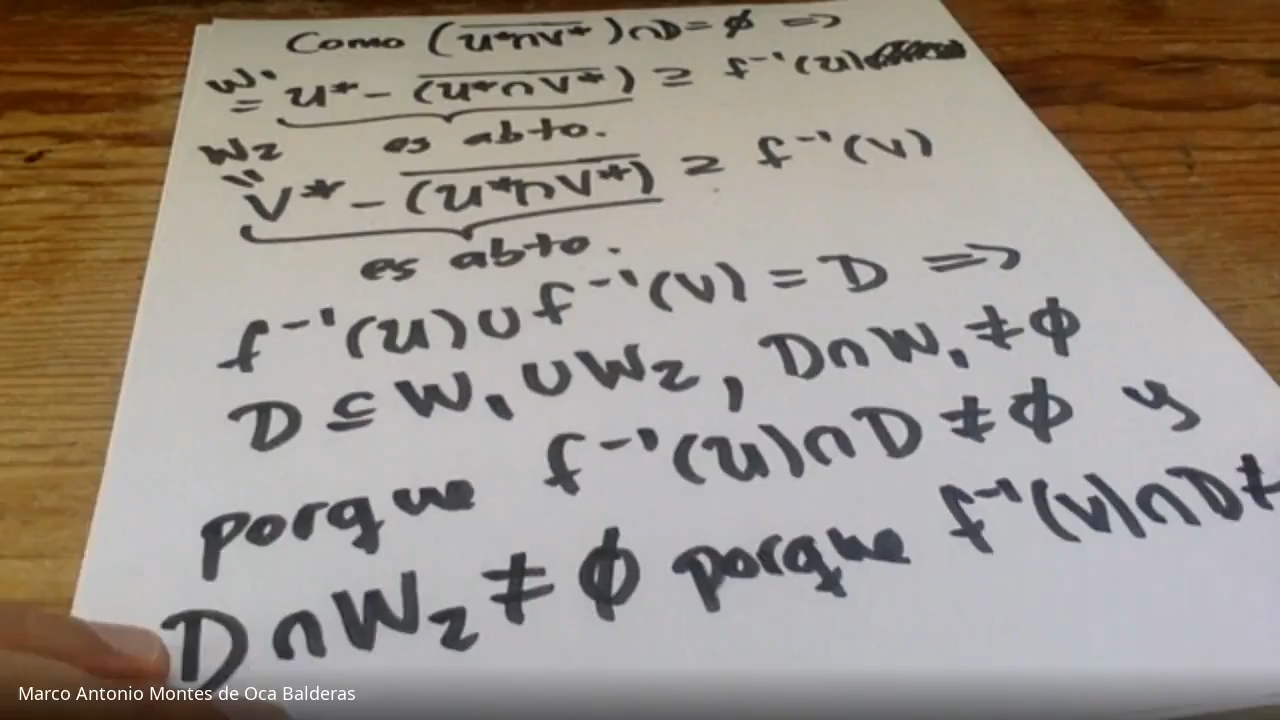 Como (U*∩V*)∩D=∅ =>
W₁
= U* - (U*∩V*) ⊇ f⁻¹(U)
es abto.
W₂
=
V* - (U*∩V*) ⊇ f⁻¹(V)
es abto.
f⁻¹(U)∪f⁻¹(V) = D =>
D ⊆ W₁∪W₂, D∩W₁≠∅
porque f⁻¹(U)∩D≠∅ y
D∩W₂≠∅ porque f⁻¹(V)∩D≠
Marco Antonio Montes de Oca Balderas